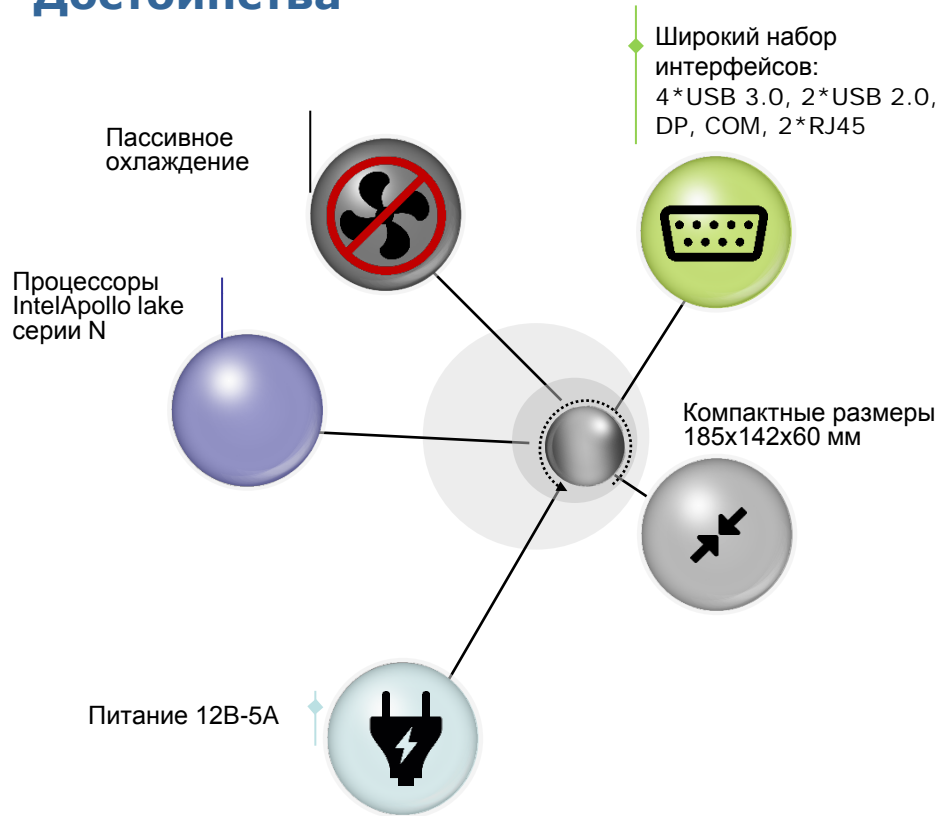 Достоинства
Широкий набор
интерфейсов:
4*USB 3.0, 2*USB 2.0,
DP, COM, 2*RJ45
Пассивное
охлаждение
Процессоры
IntelApollo lake
серии N
Компактные размеры
185x142x60 мм
Питание 12В-5А